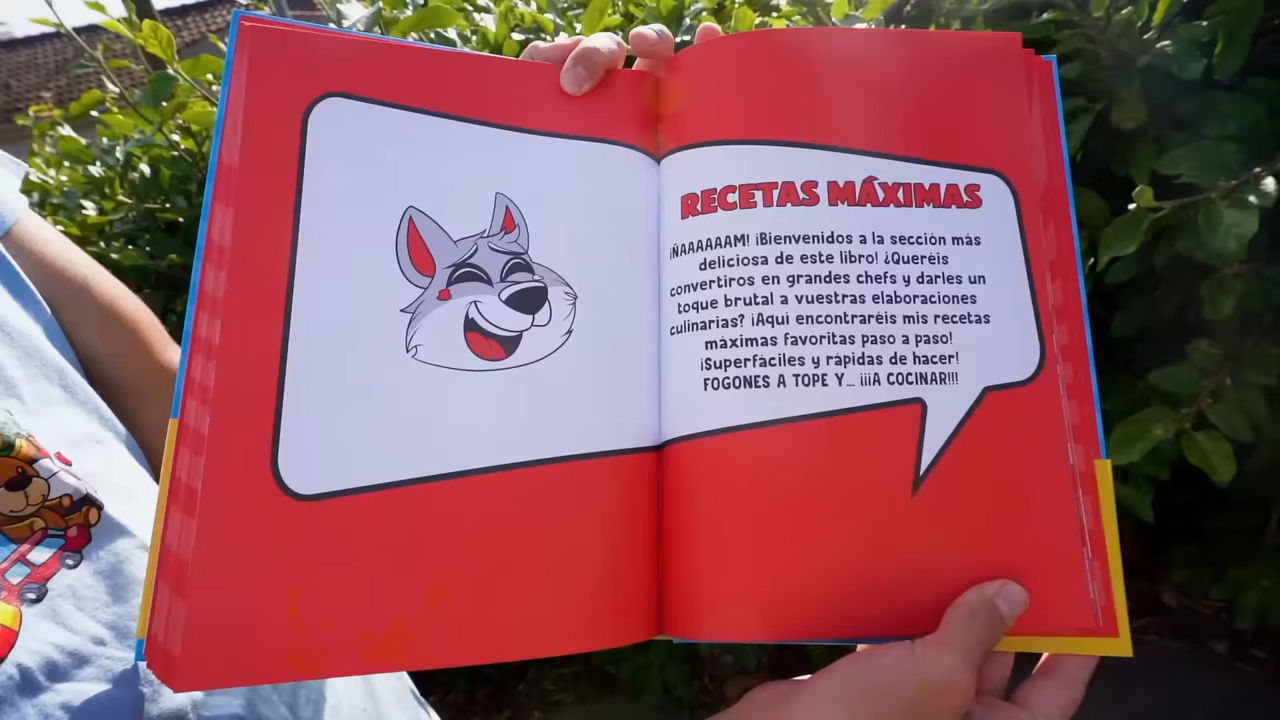 RECETAS MÁXIMAS
¡ÑAAAAAAM! ¡Bienvenidos a la sección más
deliciosa de este libro! ¿Queréis
convertiros en grandes chefs y darles un
toque brutal a vuestras elaboraciones
culinarias? ¡Aquí encontraréis mis recetas
máximas favoritas paso a paso!
¡Superfáciles y rápidas de hacer!
FOGONES A TOPE Y... ¡¡¡A COCINAR!!!